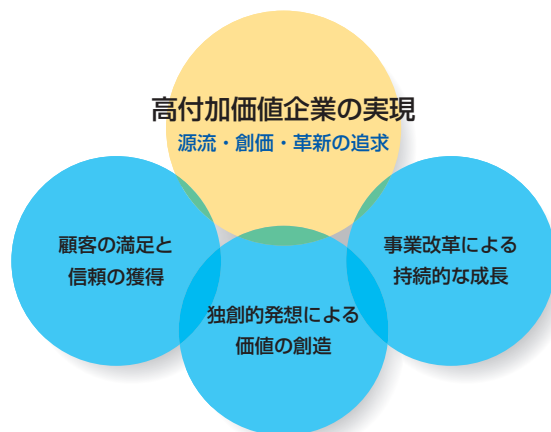 高付加価値企業の実現
源流・創価・革新の追求
顧客の満足と
信頼の獲得
独創的発想による
価値の創造
事業改革による
持続的な成長